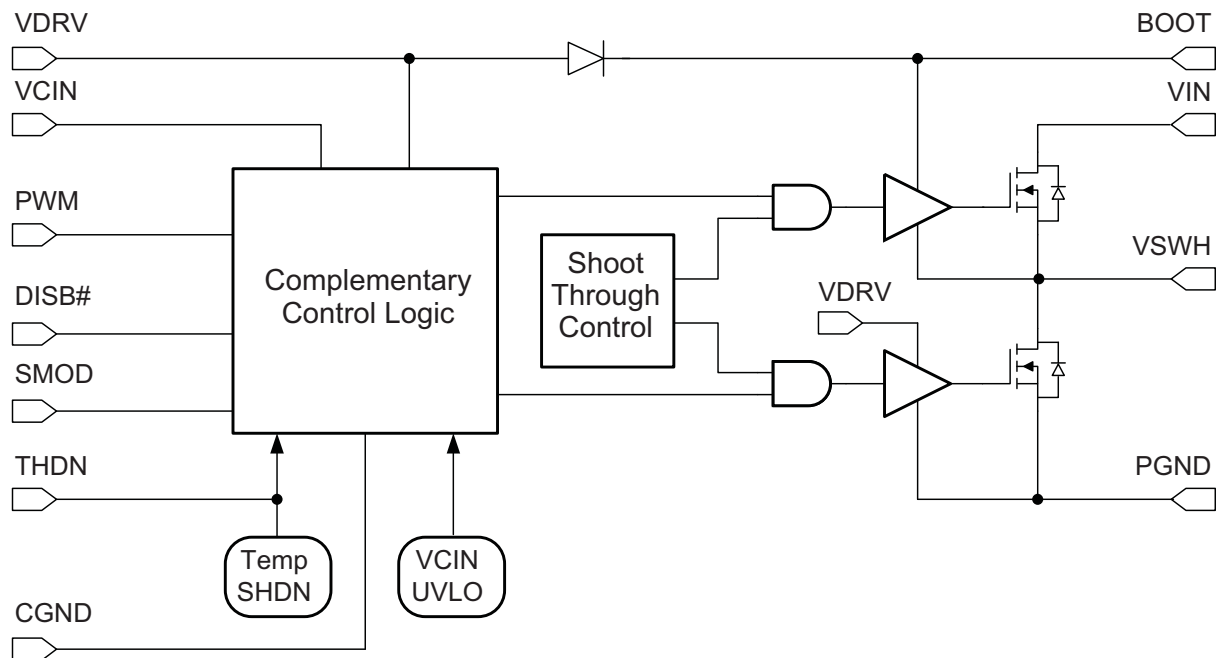 VDRV
BOOT
VCIN
VIN
PWM
Complementary
Control Logic
Shoot
Through
Control
VSWH
DISB#
VDRV
SMOD
THDN
PGND
Temp
SHDN
VCIN
UVLO
CGND